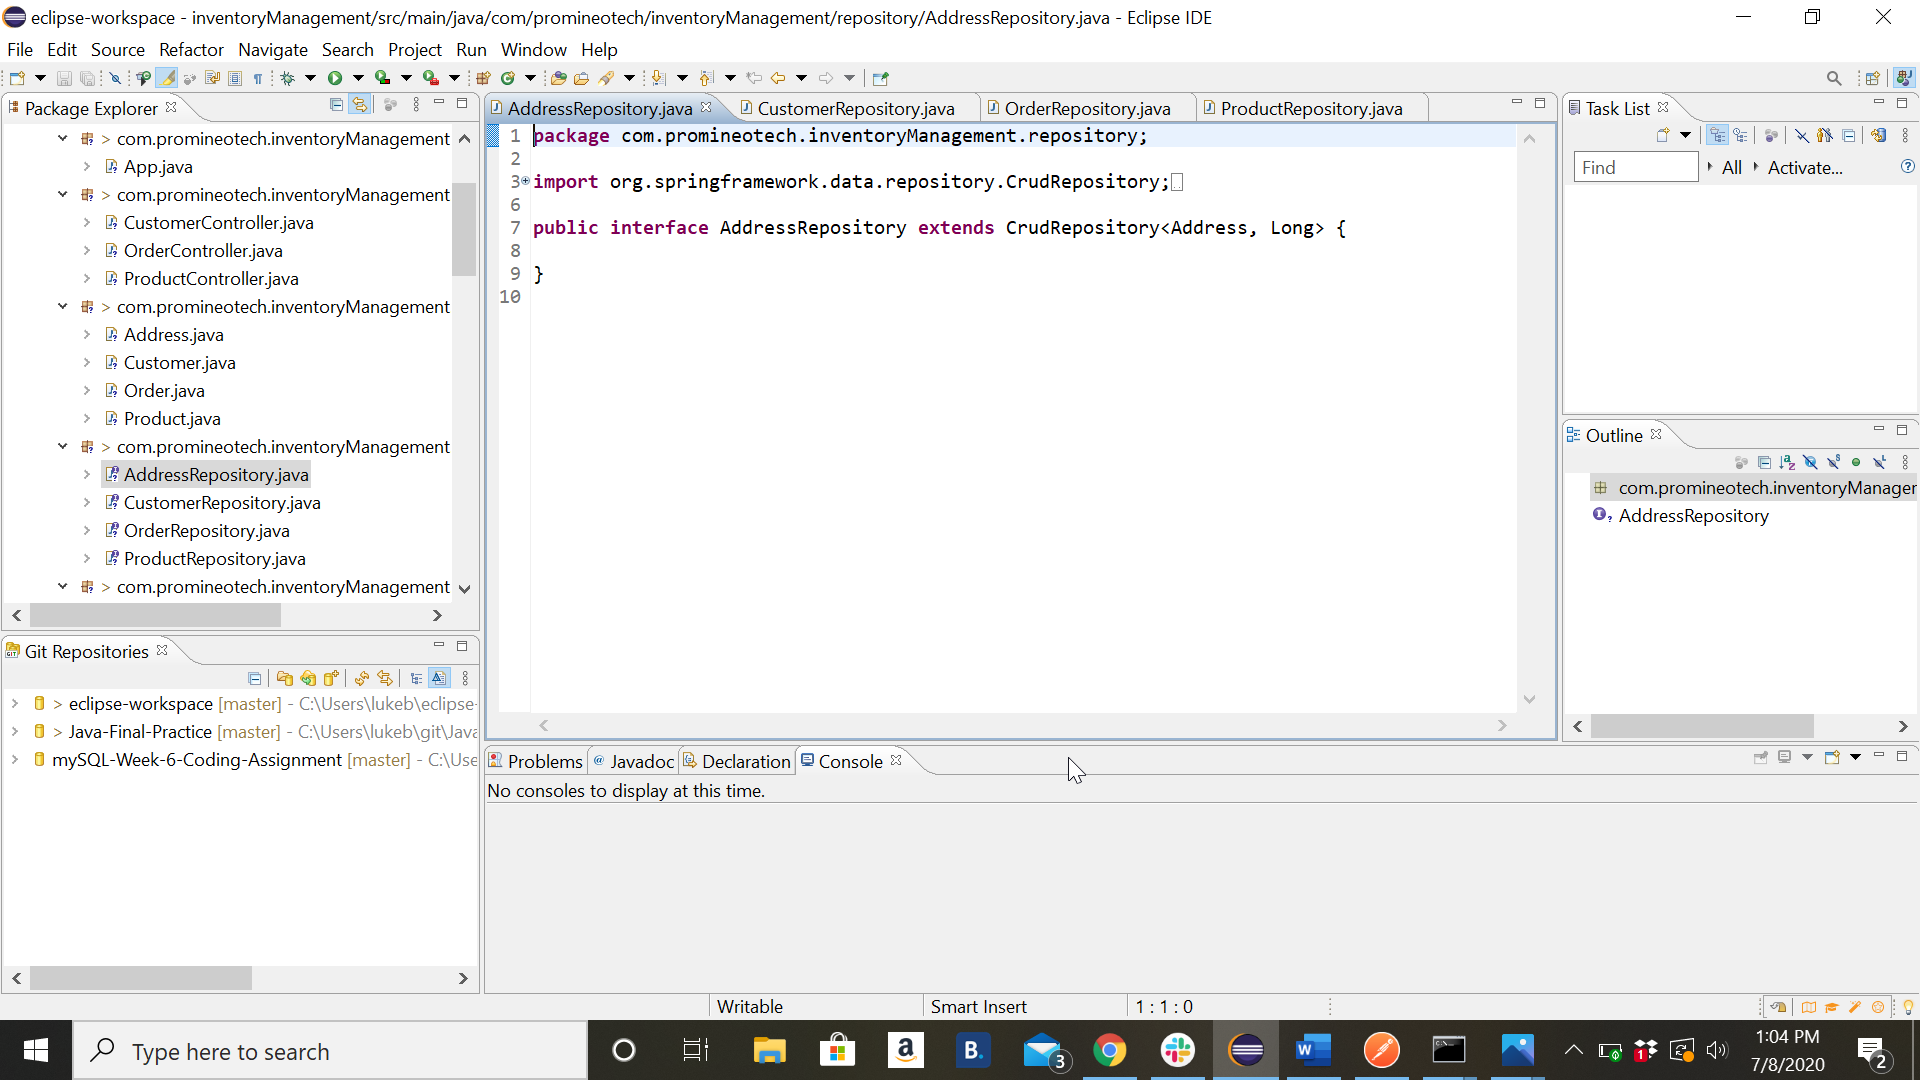 eclipse-workspace - inventoryManagement/src/main/java/com/promineotech/inventoryManagement/repository/AddressRepository.java - Eclipse IDE
File Edit Source Refactor Navigate Search Project Run Window Help
Package Explorer
> com.promineotech.inventoryManagement
App.java
> com.promineotech.inventoryManagement
CustomerController.java
OrderController.java
ProductController.java
> com.promineotech.inventoryManagement
Address.java
Customer.java
Order.java
Product.java
> com.promineotech.inventoryManagement
AddressRepository.java
CustomerRepository.java
OrderRepository.java
ProductRepository.java
> com.promineotech.inventoryManagement
Git Repositories
> eclipse-workspace [master] - C:\Users\lukeb\eclipse-
> Java-Final-Practice [master] - C:\Users\lukeb\git\Java
mySQL-Week-6-Coding-Assignment [master] - C:\Use
AddressRepository.java CustomerRepository.java OrderRepository.java ProductRepository.java
1 package com.promineotech.inventoryManagement.repository;
2
3 import org.springframework.data.repository.CrudRepository;
6
7 public interface AddressRepository extends CrudRepository<Address, Long> {
8
9 }
10
Problems @ Javadoc Declaration Console
No consoles to display at this time.
Task List
Find All Activate...
Outline
com.promineotech.inventoryManager
AddressRepository
Writable Smart Insert 1 : 1 : 0
Type here to search
a B. 3 W 1
1:04 PM
7/8/2020
2